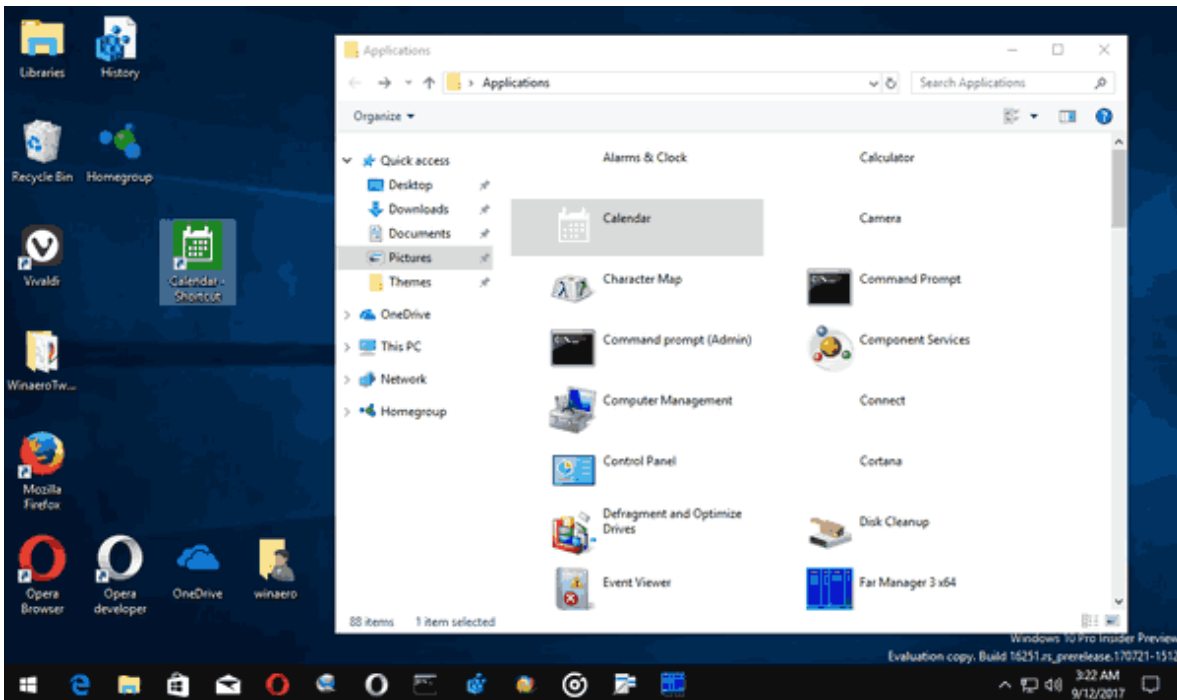 Libraries
History
Recycle Bin
Homegroup
Vivaldi
Calendar -
Shortcut
WinaeroTw...
Mozilla
Firefox
Opera
Browser
Opera
developer
OneDrive
winaero
Applications
Applications
Search Applications
Organize
Quick access
Desktop
Downloads
Documents
Pictures
Themes
OneDrive
This PC
Network
Homegroup
Alarms & Clock
Calculator
Calendar
Camera
Character Map
Command Prompt
Command prompt (Admin)
Component Services
Computer Management
Connect
Control Panel
Cortana
Defragment and Optimize
Drives
Disk Cleanup
Event Viewer
Far Manager 3 x64
88 items 1 item selected
Windows 10 Pro Insider Preview
Evaluation copy. Build 16251.rs_prerelease.170721-1512
3:22 AM
9/12/2017